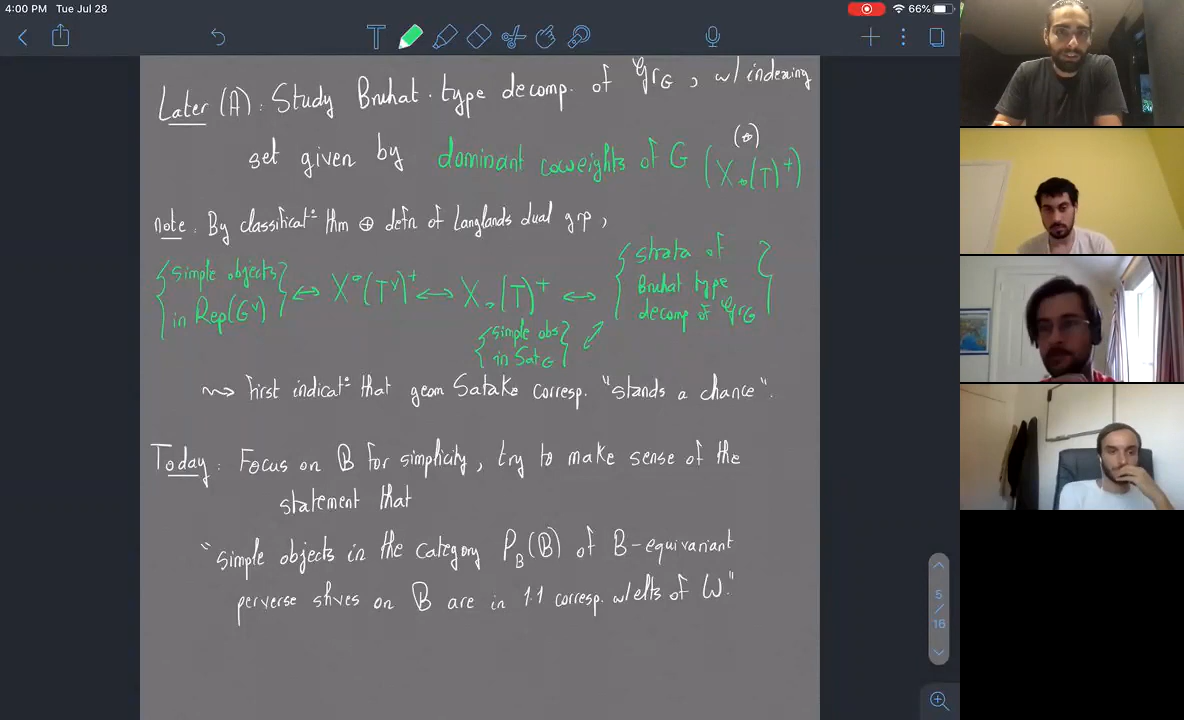 4:00 PM Tue Jul 28
66%
Later (A): Study Bruhat-type decomp. of Gr_G, w/ indexing
set given by dominant coweights of G (X_•(T)^+)
(*)
note: By classificat° thm ⊕ defn of Langlands dual grp,
{simple objects in Rep(G^∨)} ↔ X^•(T^∨)^+ ↔ X_•(T)^+ ↔ {strata of Bruhat type decomp of Gr_G}
{simple obs in Sat_G}
⇝ First indicat° that geom Satake corresp. "stands a chance".
Today: Focus on B for simplicity, try to make sense of the
statement that
"simple objects in the category P_B(B) of B-equivariant
perverse shves on B are in 1.1 corresp. w/elts of W."
5
/
16